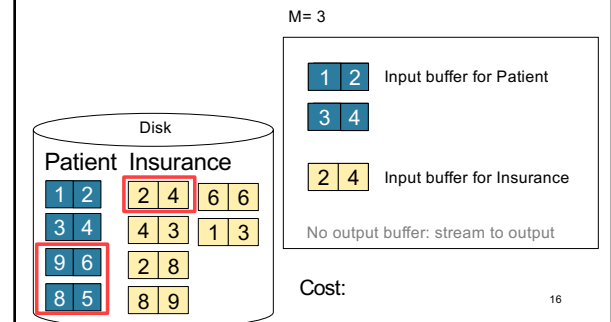 M= 3
1 2 Input buffer for Patient
3 4
2 4 Input buffer for Insurance
No output buffer: stream to output
Disk
Patient Insurance
1 2 2 4 6 6
3 4 4 3 1 3
9 6 2 8
8 5 8 9
Cost:
16